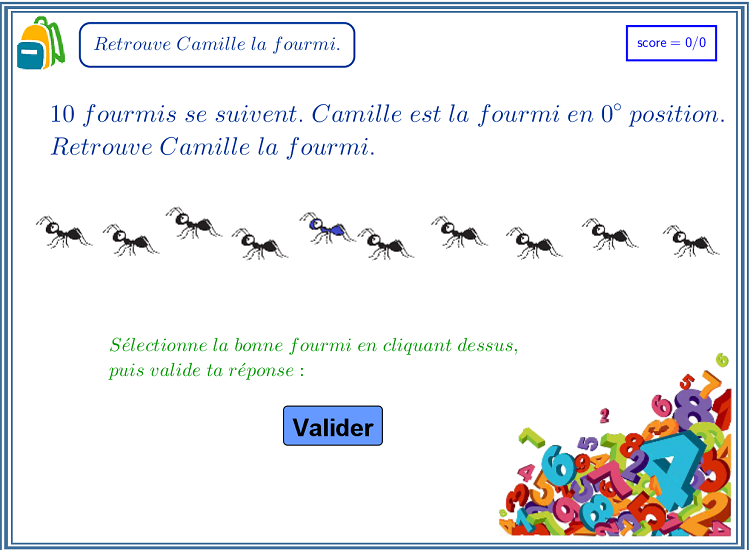 Retrouve Camille la fourmi.
score = 0/0
10 fourmis se suivent. Camille est la fourmi en 0° position.
Retrouve Camille la fourmi.
Sélectionne la bonne fourmi en cliquant dessus,
puis valide ta réponse :
Valider